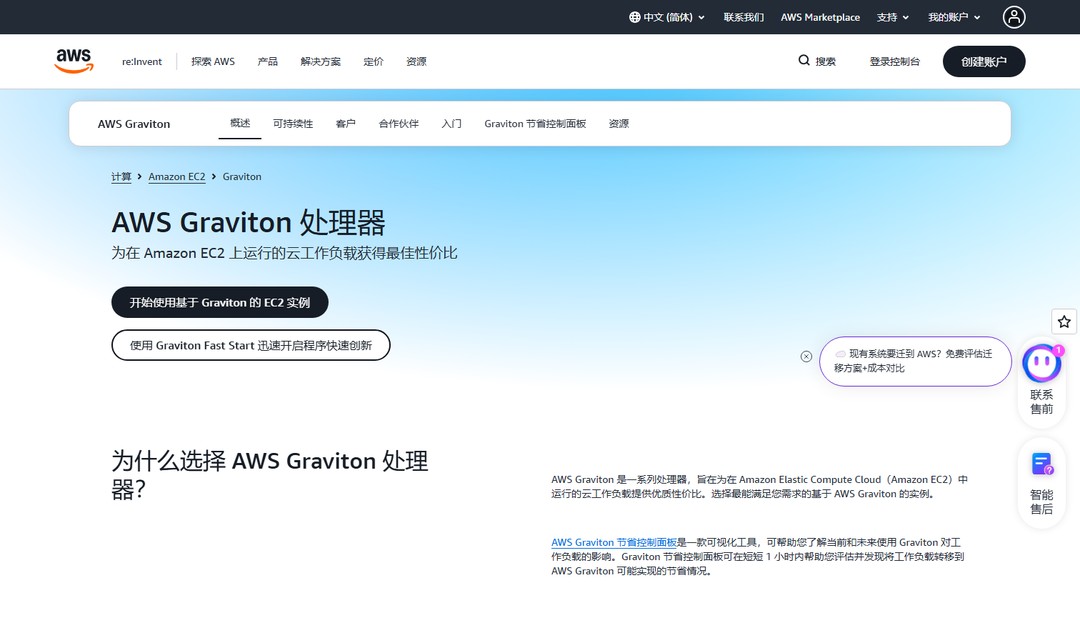 中文 (简体) 联系我们 AWS Marketplace 支持 我的账户
aws re:Invent 探索 AWS 产品 解决方案 定价 资源 搜索 登录控制台 创建账户
AWS Graviton 概述 可持续性 客户 合作伙伴 入门 Graviton 节省控制面板 资源
计算 Amazon EC2 Graviton
AWS Graviton 处理器
为在 Amazon EC2 上运行的云工作负载获得最佳性价比
开始使用基于 Graviton 的 EC2 实例
使用 Graviton Fast Start 迅速开启程序快速创新
现有系统要迁到 AWS？免费评估迁
移方案+成本对比
1
联系
售前
智能
售后
为什么选择 AWS Graviton 处理
器？
AWS Graviton 是一系列处理器，旨在为在 Amazon Elastic Compute Cloud（Amazon EC2）中
运行的云工作负载提供优质性价比。选择最能满足您需求的基于 AWS Graviton 的实例。
AWS Graviton 节省控制面板是一款可视化工具，可帮助您了解当前和未来使用 Graviton 对工
作负载的影响。Graviton 节省控制面板可在短短 1 小时内帮助您评估并发现将工作负载转移到
AWS Graviton 可能实现的节省情况。